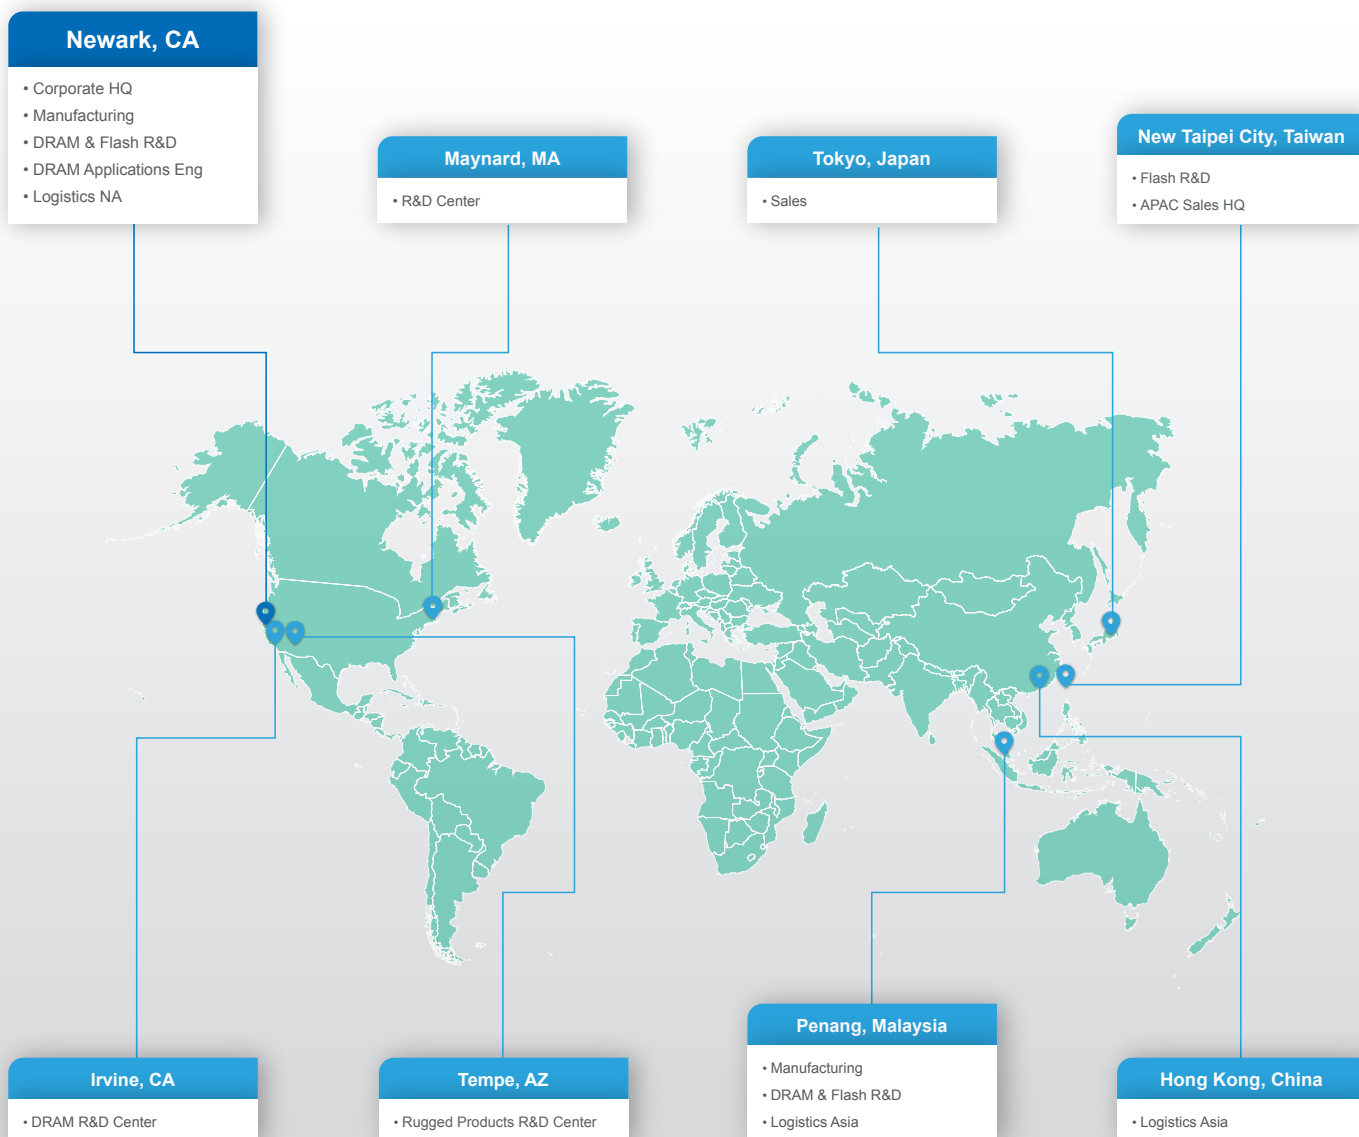 Newark, CA
• Corporate HQ
• Manufacturing
• DRAM & Flash R&D
• DRAM Applications Eng
• Logistics NA
Maynard, MA
• R&D Center
Tokyo, Japan
• Sales
New Taipei City, Taiwan
• Flash R&D
• APAC Sales HQ
Irvine, CA
• DRAM R&D Center
Tempe, AZ
• Rugged Products R&D Center
Penang, Malaysia
• Manufacturing
• DRAM & Flash R&D
• Logistics Asia
Hong Kong, China
• Logistics Asia